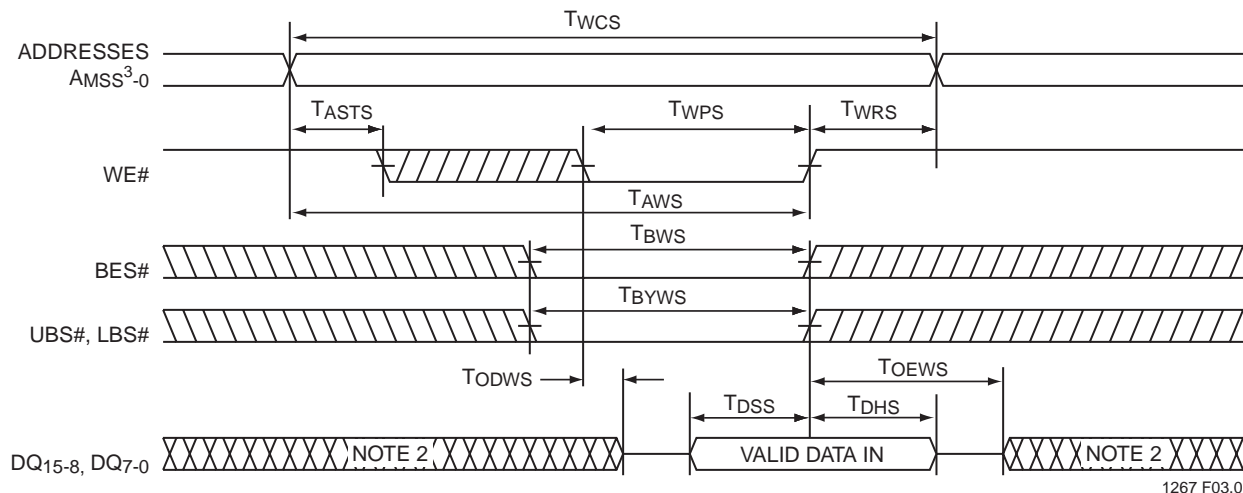 TWCS
ADDRESSES
AMSS³-0
TASTS
TWPS
TWRS
WE#
TAWS
TBWS
BES#
TBYWS
UBS#, LBS#
TODWS
TOEWS
TDSS
TDHS
DQ15-8, DQ7-0
NOTE 2
VALID DATA IN
NOTE 2
1267 F03.0